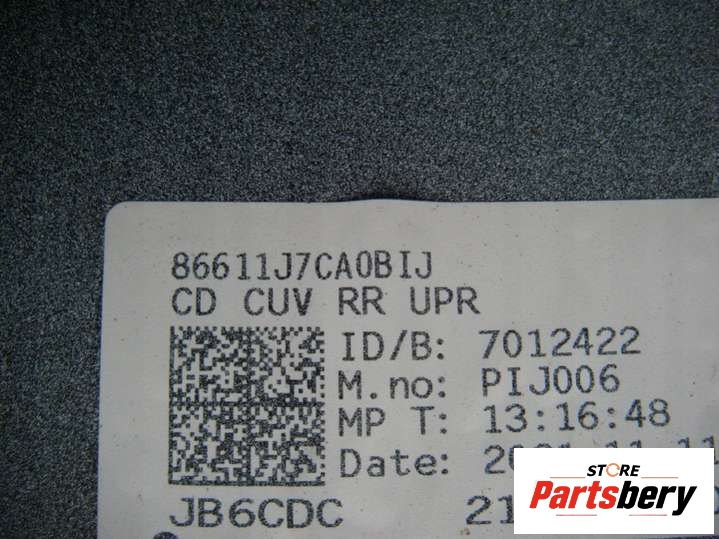 86611J7CA0BIJ
CD CUV RR UPR
ID/B: 7012422
M.no: PIJ006
MP T: 13:16:48
Date:
JB6CDC
STORE
Partsbery